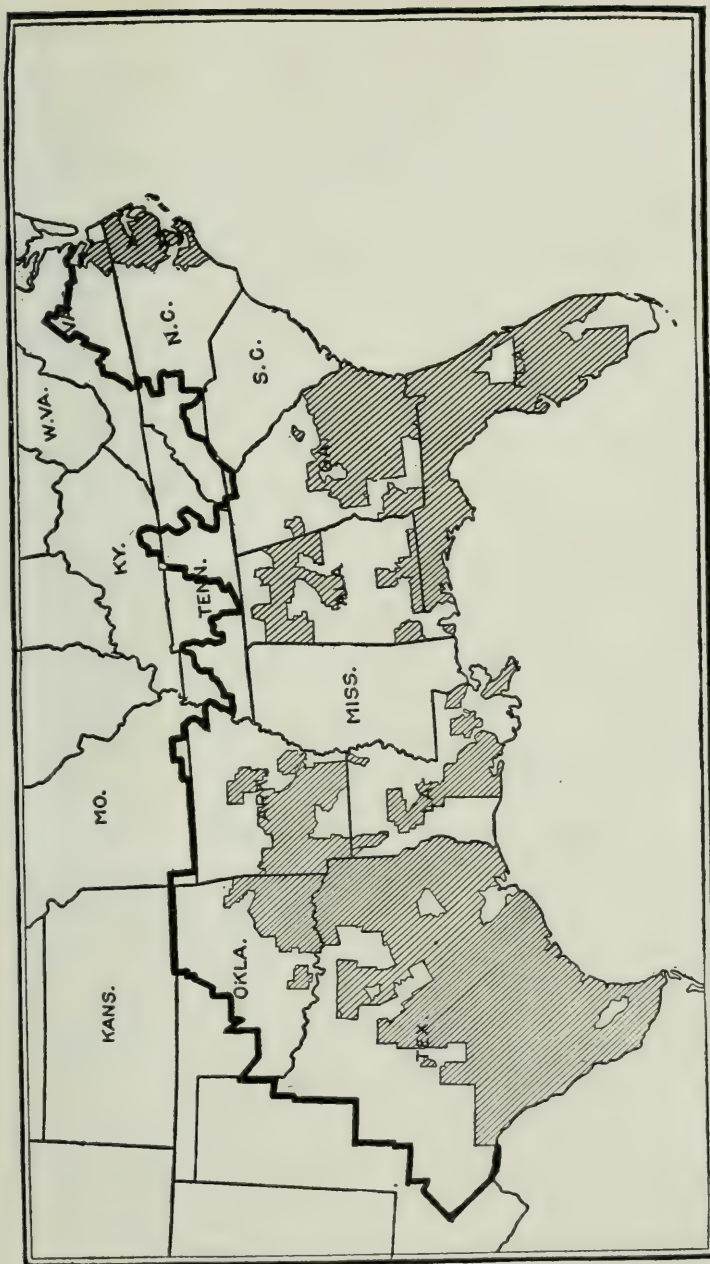 W.VA.
VA.
KY.
N.C.
TENN.
S.C.
MO.
KANS.
OKLA.
ARK.
MISS.
ALA.
GA.
TEX.
LA.
FLA.